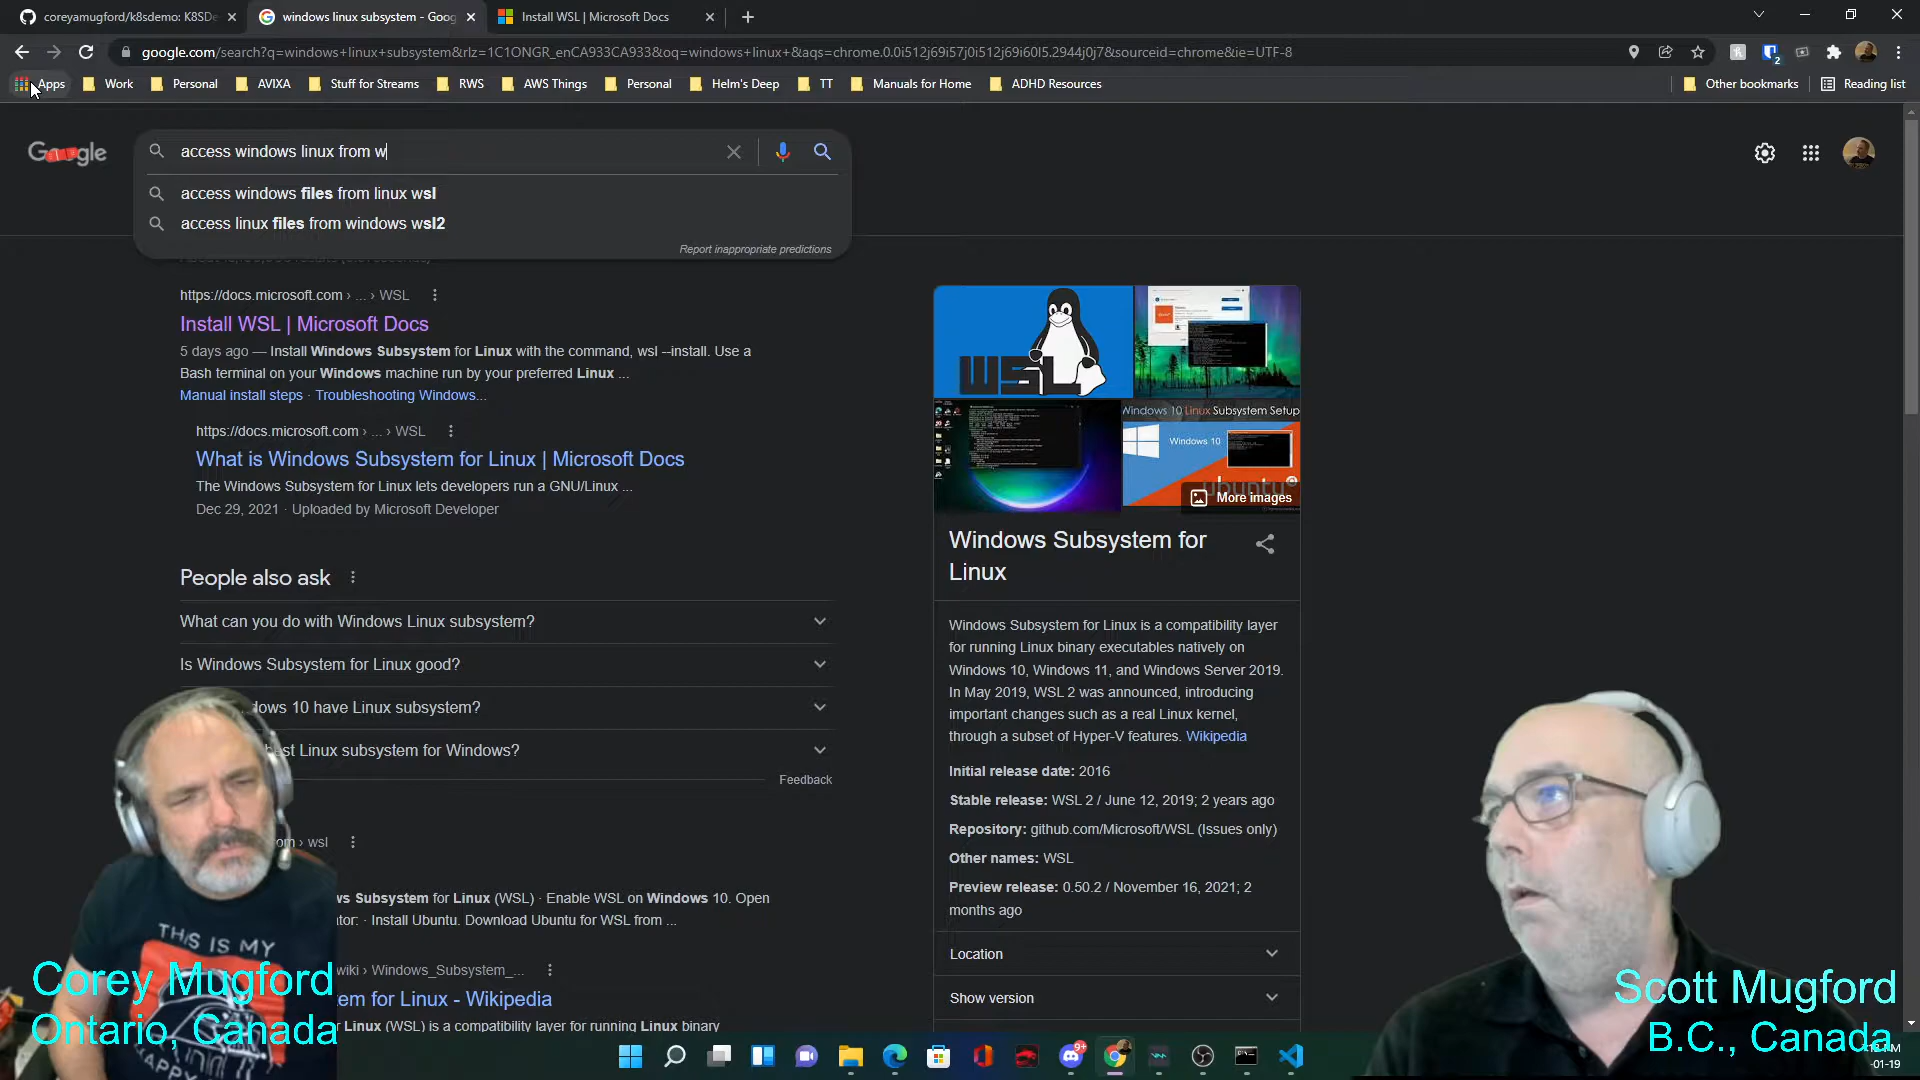 coreyamugford/k8sdemo: K8SDe
windows linux subsystem - Goog
Install WSL | Microsoft Docs
google.com/search?q=windows+linux+subsystem&rlz=1C1ONGR_enCA933CA933&oq=windows+linux+&aqs=chrome.0.0i512j69i57j0i512j69i60l5.2944j0j7&sourceid=chrome&ie=UTF-8
2
Apps
Work
Personal
AVIXA
Stuff for Streams
RWS
AWS Things
Personal
Helm's Deep
TT
Manuals for Home
ADHD Resources
Other bookmarks
Reading list
access windows linux from w
access windows files from linux wsl
access linux files from windows wsl2
Report inappropriate predictions
https://docs.microsoft.com › ... › WSL
Install WSL | Microsoft Docs
5 days ago — Install Windows Subsystem for Linux with the command, wsl --install. Use a
Bash terminal on your Windows machine run by your preferred Linux ...
Manual install steps · Troubleshooting Windows...
https://docs.microsoft.com › ... › WSL
What is Windows Subsystem for Linux | Microsoft Docs
The Windows Subsystem for Linux lets developers run a GNU/Linux ...
Dec 29, 2021 · Uploaded by Microsoft Developer
People also ask
What can you do with Windows Linux subsystem?
Is Windows Subsystem for Linux good?
dows 10 have Linux subsystem?
best Linux subsystem for Windows?
Feedback
om › wsl
ws Subsystem for Linux (WSL) · Enable WSL on Windows 10. Open
tor: · Install Ubuntu. Download Ubuntu for WSL from ...
wiki › Windows_Subsystem_...
em for Linux - Wikipedia
r Linux (WSL) is a compatibility layer for running Linux binary
WSL
Windows 10 Linux Subsystem Setup
Windows 10
ubuntu
More images
Windows Subsystem for
Linux
Windows Subsystem for Linux is a compatibility layer
for running Linux binary executables natively on
Windows 10, Windows 11, and Windows Server 2019.
In May 2019, WSL 2 was announced, introducing
important changes such as a real Linux kernel,
through a subset of Hyper-V features. Wikipedia
Initial release date: 2016
Stable release: WSL 2 / June 12, 2019; 2 years ago
Repository: github.com/Microsoft/WSL (Issues only)
Other names: WSL
Preview release: 0.50.2 / November 16, 2021; 2
months ago
Location
Show version
THIS IS MY
HAPPY
Corey Mugford
Ontario, Canada
Scott Mugford
B.C., Canada
9+
-01-19